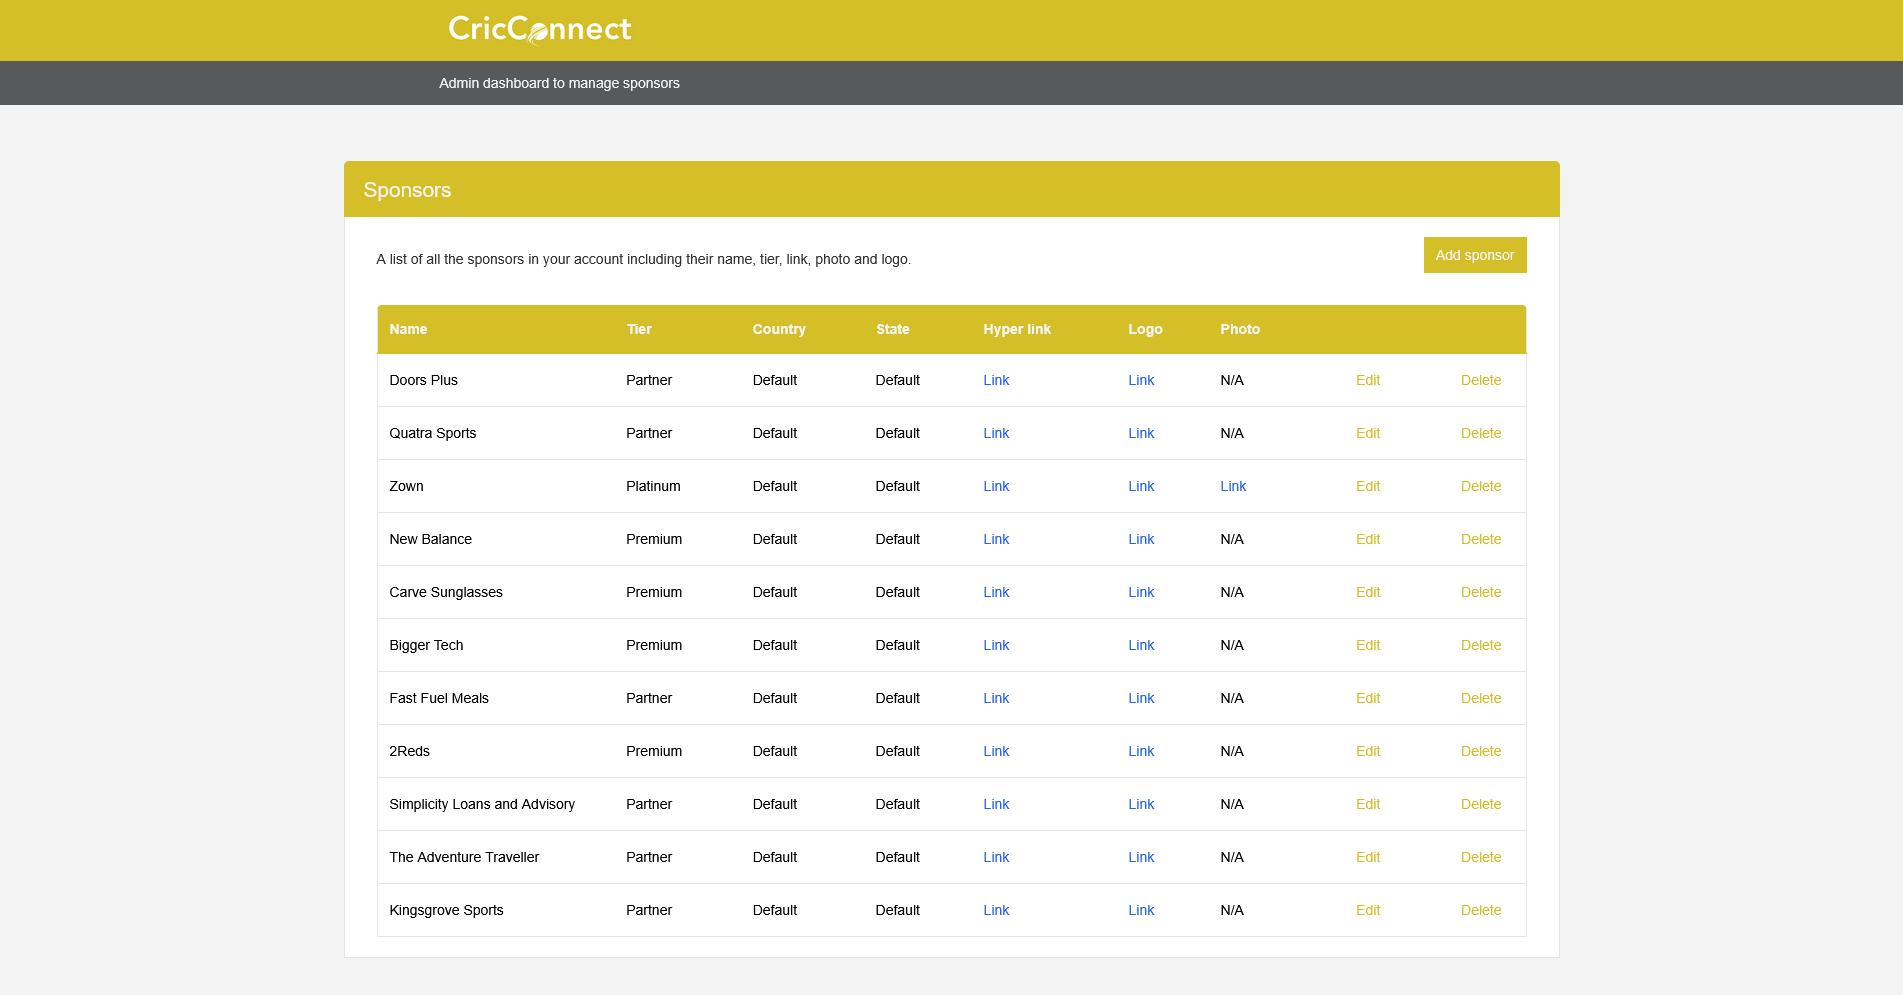 CricConnect
Admin dashboard to manage sponsors
Sponsors
A list of all the sponsors in your account including their name, tier, link, photo and logo.
Add sponsor
Name Tier Country State Hyper link Logo Photo
Doors Plus Partner Default Default Link Link N/A Edit Delete
Quatra Sports Partner Default Default Link Link N/A Edit Delete
Zown Platinum Default Default Link Link Link Edit Delete
New Balance Premium Default Default Link Link N/A Edit Delete
Carve Sunglasses Premium Default Default Link Link N/A Edit Delete
Bigger Tech Premium Default Default Link Link N/A Edit Delete
Fast Fuel Meals Partner Default Default Link Link N/A Edit Delete
2Reds Premium Default Default Link Link N/A Edit Delete
Simplicity Loans and Advisory Partner Default Default Link Link N/A Edit Delete
The Adventure Traveller Partner Default Default Link Link N/A Edit Delete
Kingsgrove Sports Partner Default Default Link Link N/A Edit Delete